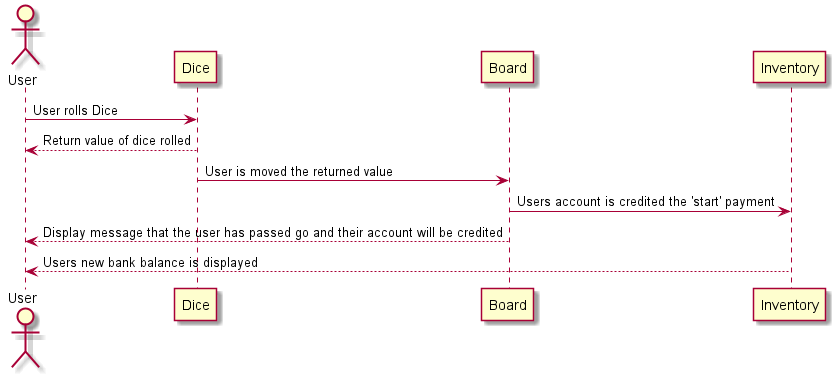 User
Dice
Board
Inventory
User rolls Dice
Return value of dice rolled
User is moved the returned value
Users account is credited the 'start' payment
Display message that the user has passed go and their account will be credited
Users new bank balance is displayed
User
Dice
Board
Inventory